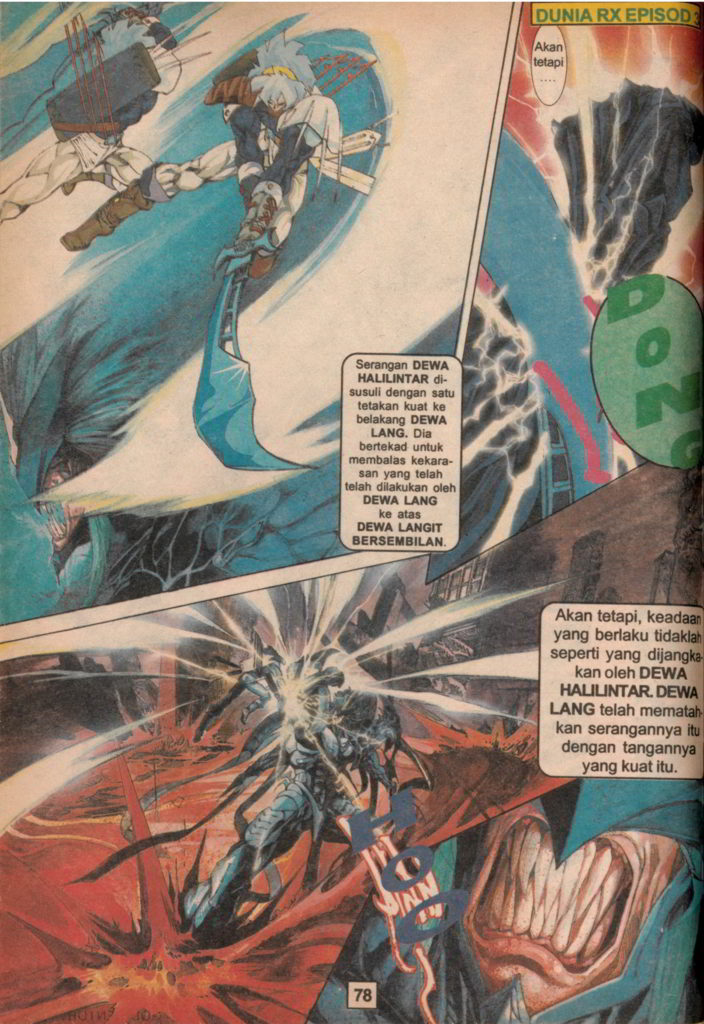 DUNIA RX EPISOD 3
Akan
tetapi
....
DONG
Serangan DEWA
HALILINTAR di-
susuli dengan satu
tetakan kuat ke
belakang DEWA
LANG. Dia
bertekad untuk
membalas kekara-
san yang telah
telah dilakukan oleh
DEWA LANG
ke atas
DEWA LANGIT
BERSEMBILAN.
Akan tetapi, keadaan
yang berlaku tidaklah
seperti yang dijangka-
kan oleh DEWA
HALILINTAR. DEWA
LANG telah mematah-
kan serangannya itu
dengan tangannya
yang kuat itu.
HOO
78